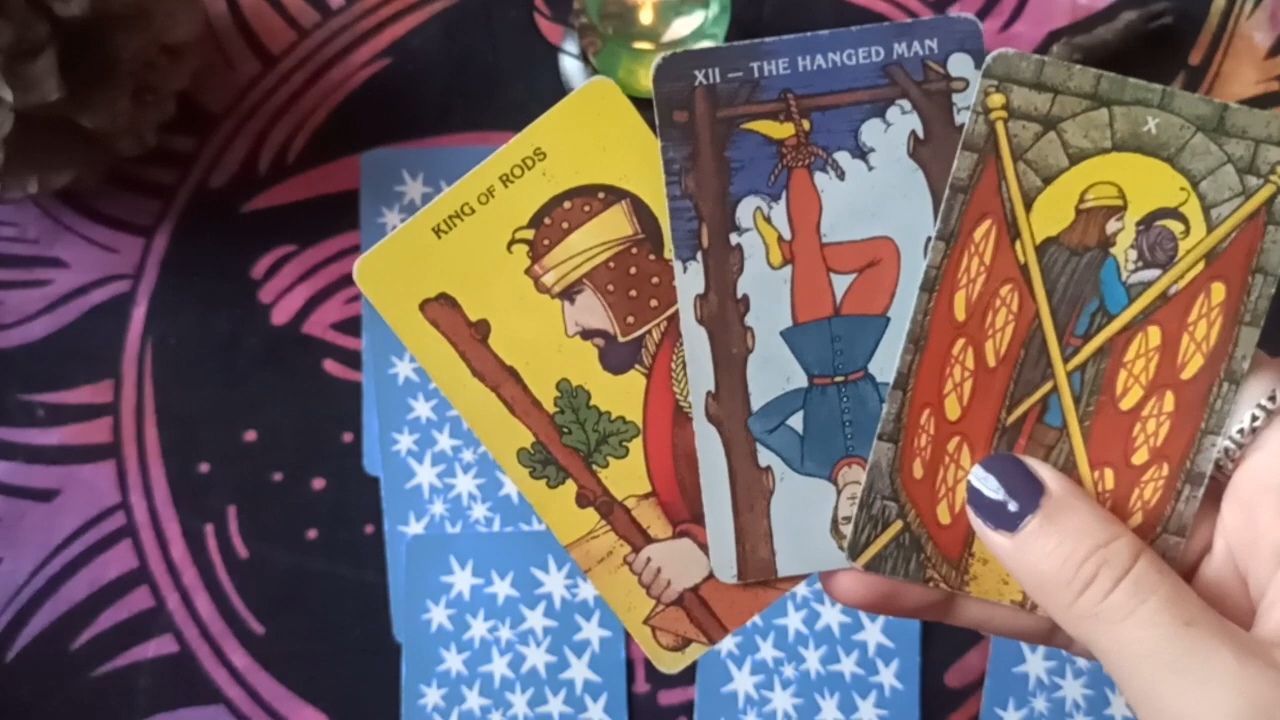 KING OF RODS
XII – THE HANGED MAN
X